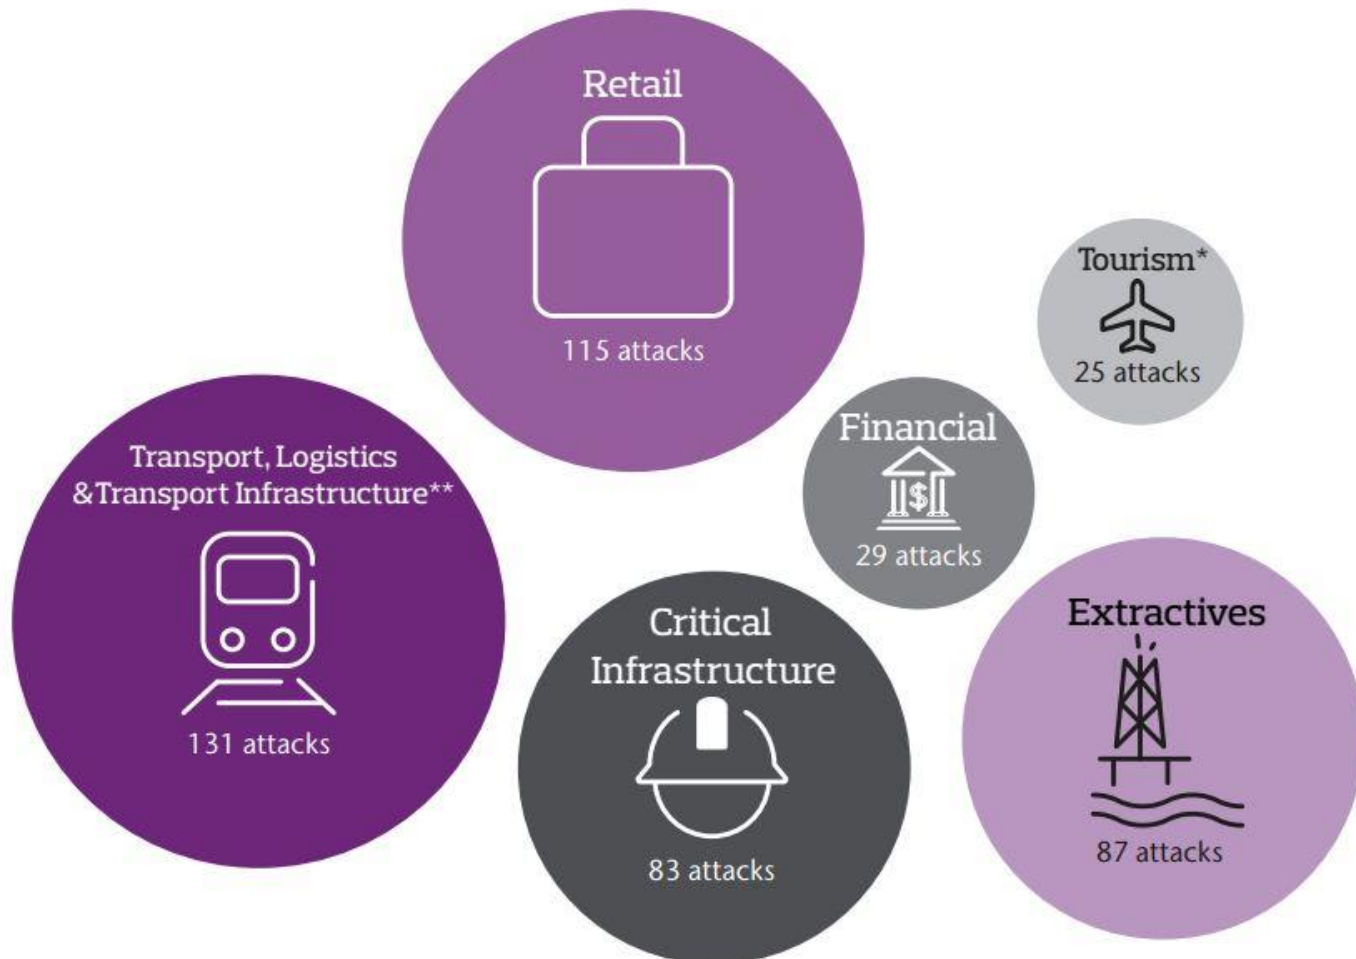 Retail
115 attacks
Tourism*
25 attacks
Transport, Logistics
&Transport Infrastructure**
131 attacks
Financial
$
29 attacks
Critical
Infrastructure
83 attacks
Extractives
87 attacks